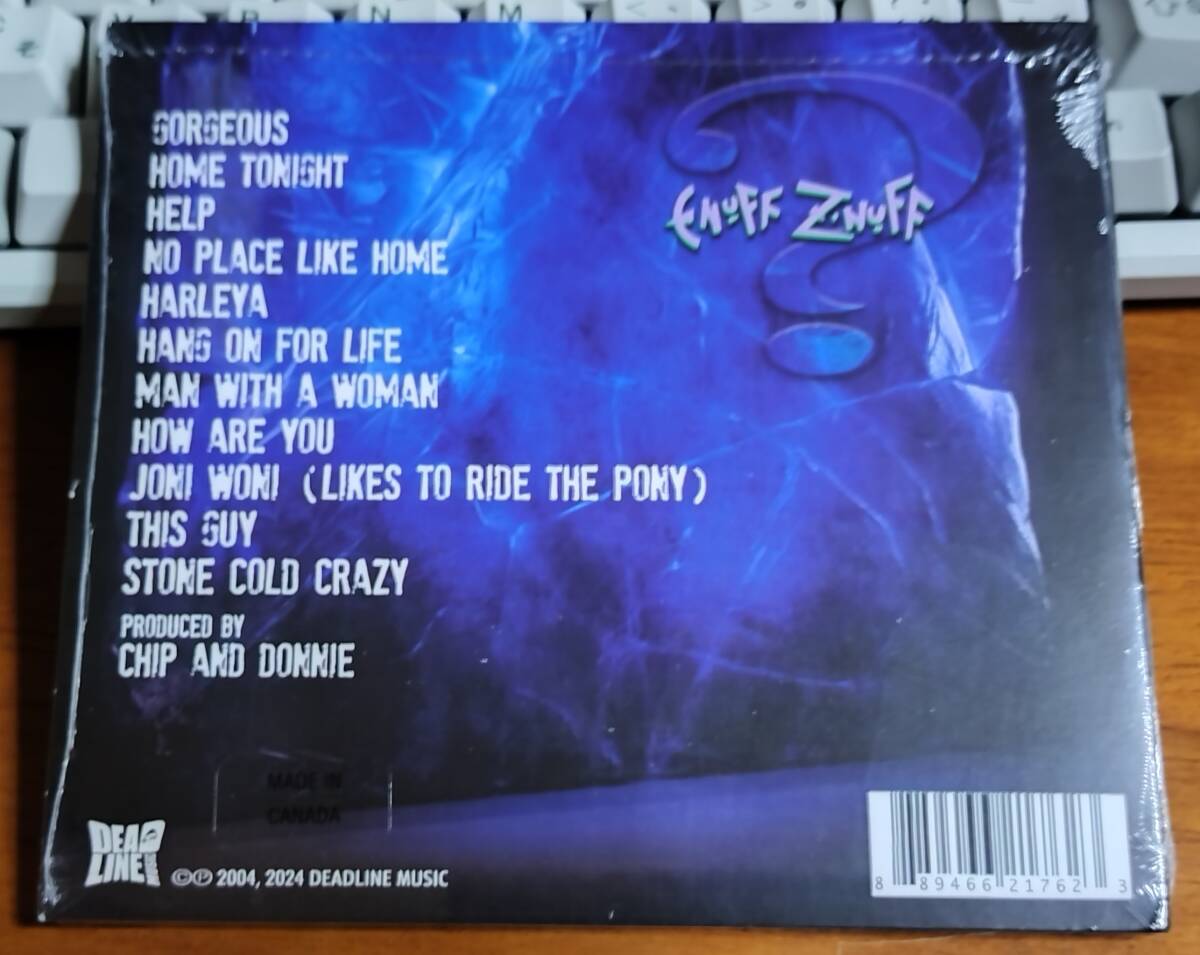 GORGEOUS
HOME TONIGHT
HELP
NO PLACE LIKE HOME
HARLEYA
HANG ON FOR LIFE
MAN WITH A WOMAN
HOW ARE YOU
JONI WONI (LIKES TO RIDE THE PONY)
THIS GUY
STONE COLD CRAZY
PRODUCED BY
CHIP AND DONNIE
ENUFF Z'NUFF
MADE IN
CANADA
DEAD
LINE
©℗ 2004, 2024 DEADLINE MUSIC
8 89466 21762 3